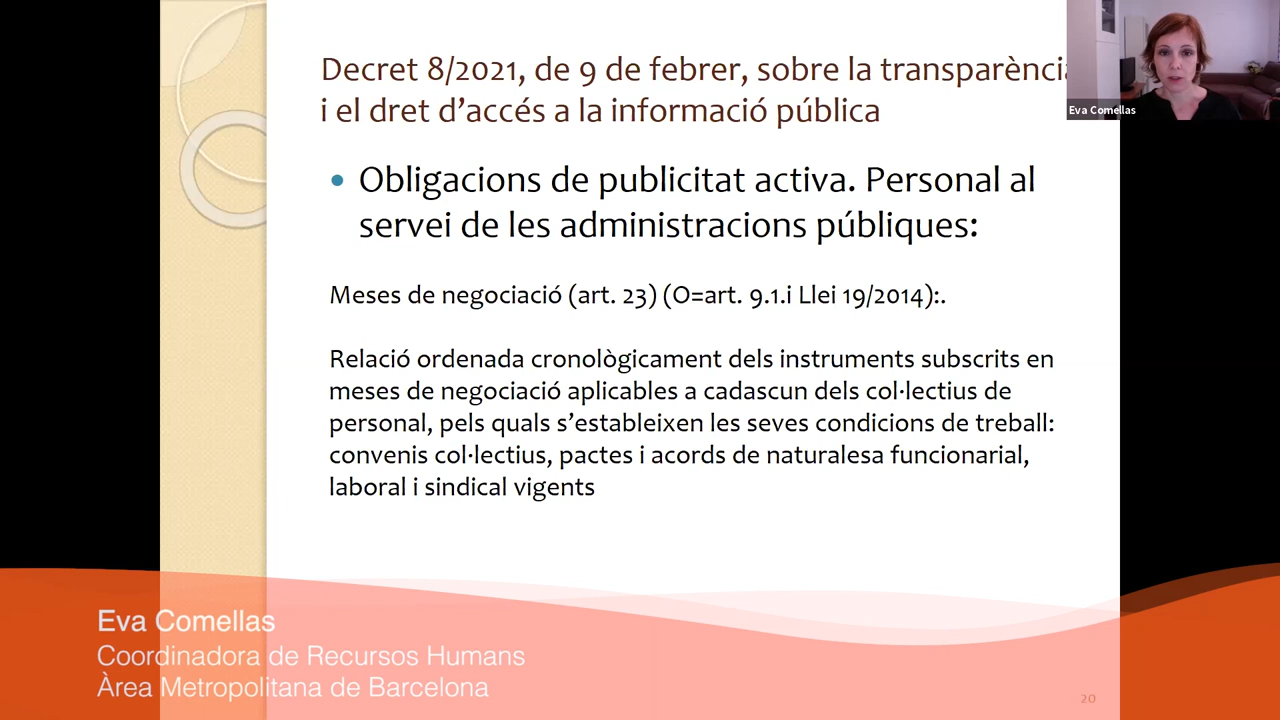 Decret 8/2021, de 9 de febrer, sobre la transparència
i el dret d'accés a la informació pública
Eva Comellas
• Obligacions de publicitat activa. Personal al
servei de les administracions públiques:
Meses de negociació (art. 23) (O=art. 9.1.i Llei 19/2014):.
Relació ordenada cronològicament dels instruments subscrits en
meses de negociació aplicables a cadascun dels col·lectius de
personal, pels quals s'estableixen les seves condicions de treball:
convenis col·lectius, pactes i acords de naturalesa funcionarial,
laboral i sindical vigents
Eva Comellas
Coordinadora de Recursos Humans
Àrea Metropolitana de Barcelona
20